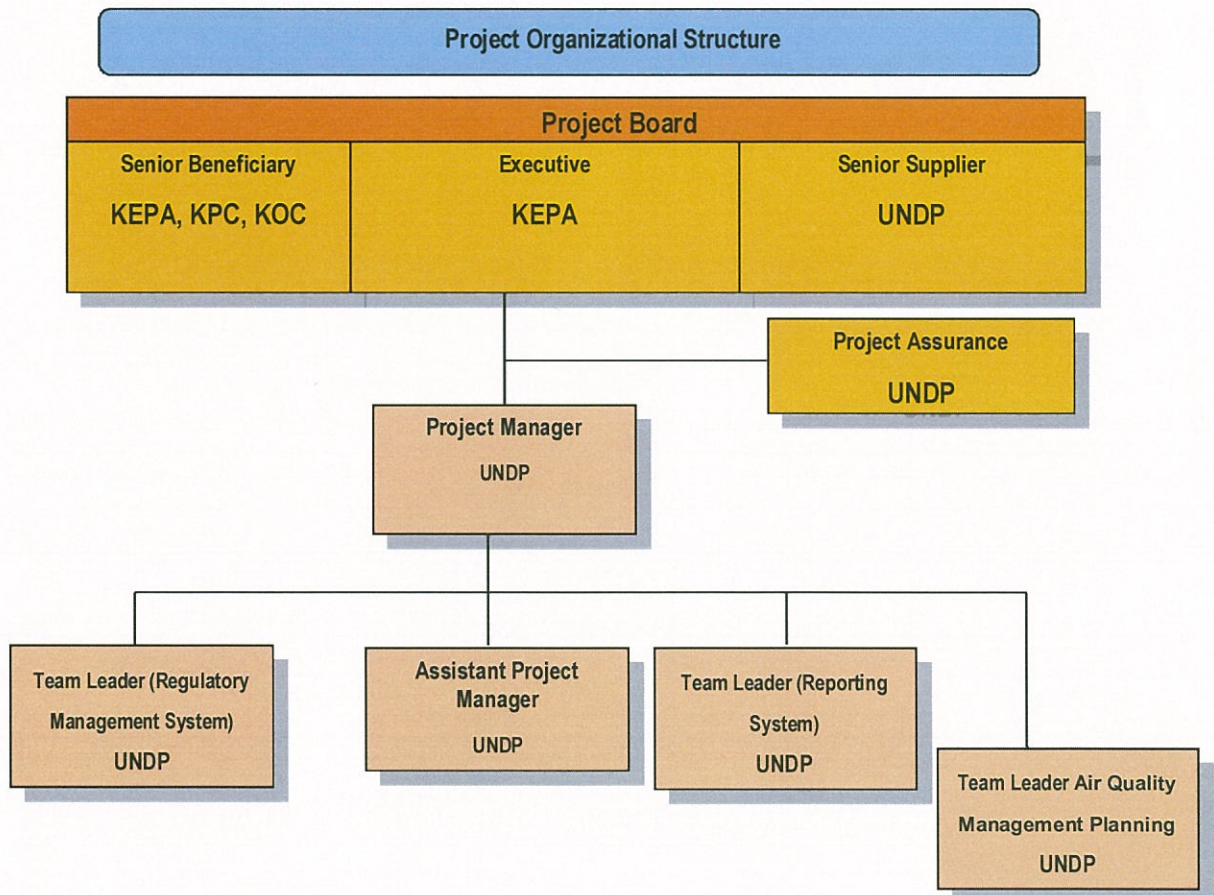 Project Organizational Structure
Project Board
Senior Beneficiary
KEPA, KPC, KOC
Executive
KEPA
Senior Supplier
UNDP
Project Assurance
UNDP
Project Manager
UNDP
Team Leader (Regulatory
Management System)
UNDP
Assistant Project
Manager
UNDP
Team Leader (Reporting
System)
UNDP
Team Leader Air Quality
Management Planning
UNDP